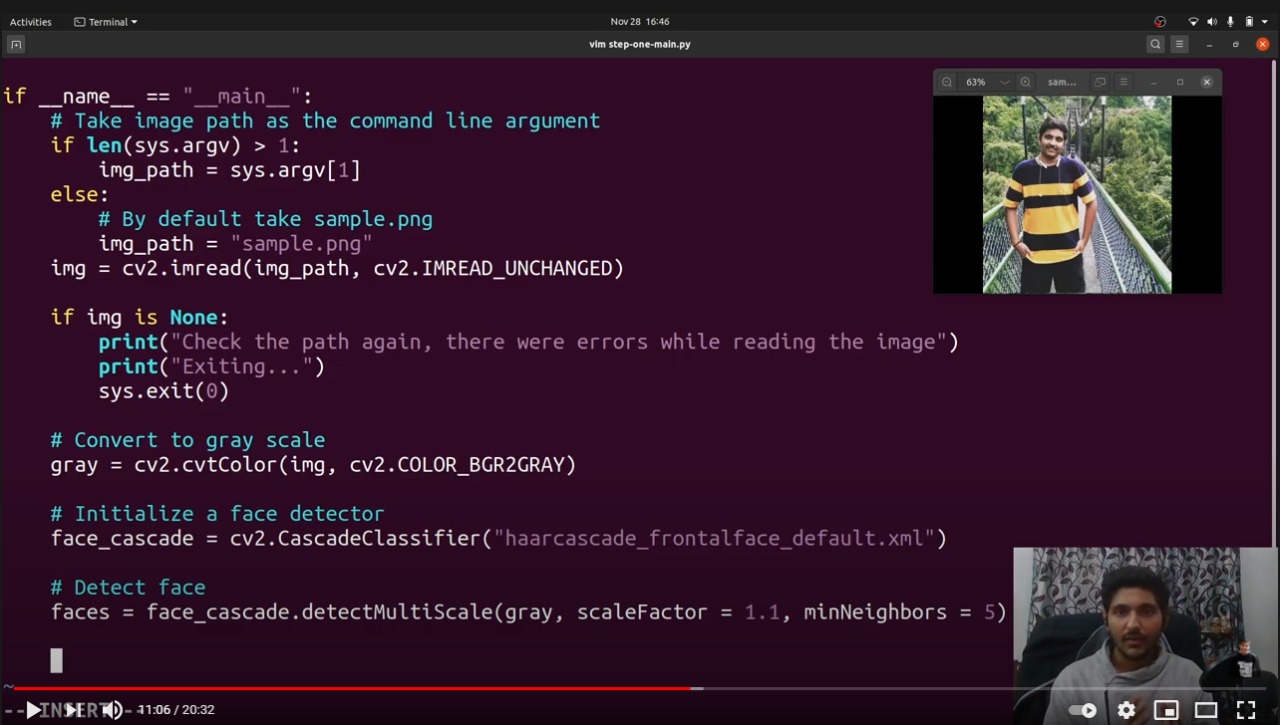 Activities
Terminal
Nov 28 16:46
vim step-one-main.py
63%
sam...
if __name__ == "__main__":
# Take image path as the command line argument
if len(sys.argv) > 1:
img_path = sys.argv[1]
else:
# By default take sample.png
img_path = "sample.png"
img = cv2.imread(img_path, cv2.IMREAD_UNCHANGED)
if img is None:
print("Check the path again, there were errors while reading the image")
print("Exiting...")
sys.exit(0)
# Convert to gray scale
gray = cv2.cvtColor(img, cv2.COLOR_BGR2GRAY)
# Initialize a face detector
face_cascade = cv2.CascadeClassifier("haarcascade_frontalface_default.xml")
# Detect face
faces = face_cascade.detectMultiScale(gray, scaleFactor = 1.1, minNeighbors = 5)
~
-- INSERT --
11:06 / 20:32